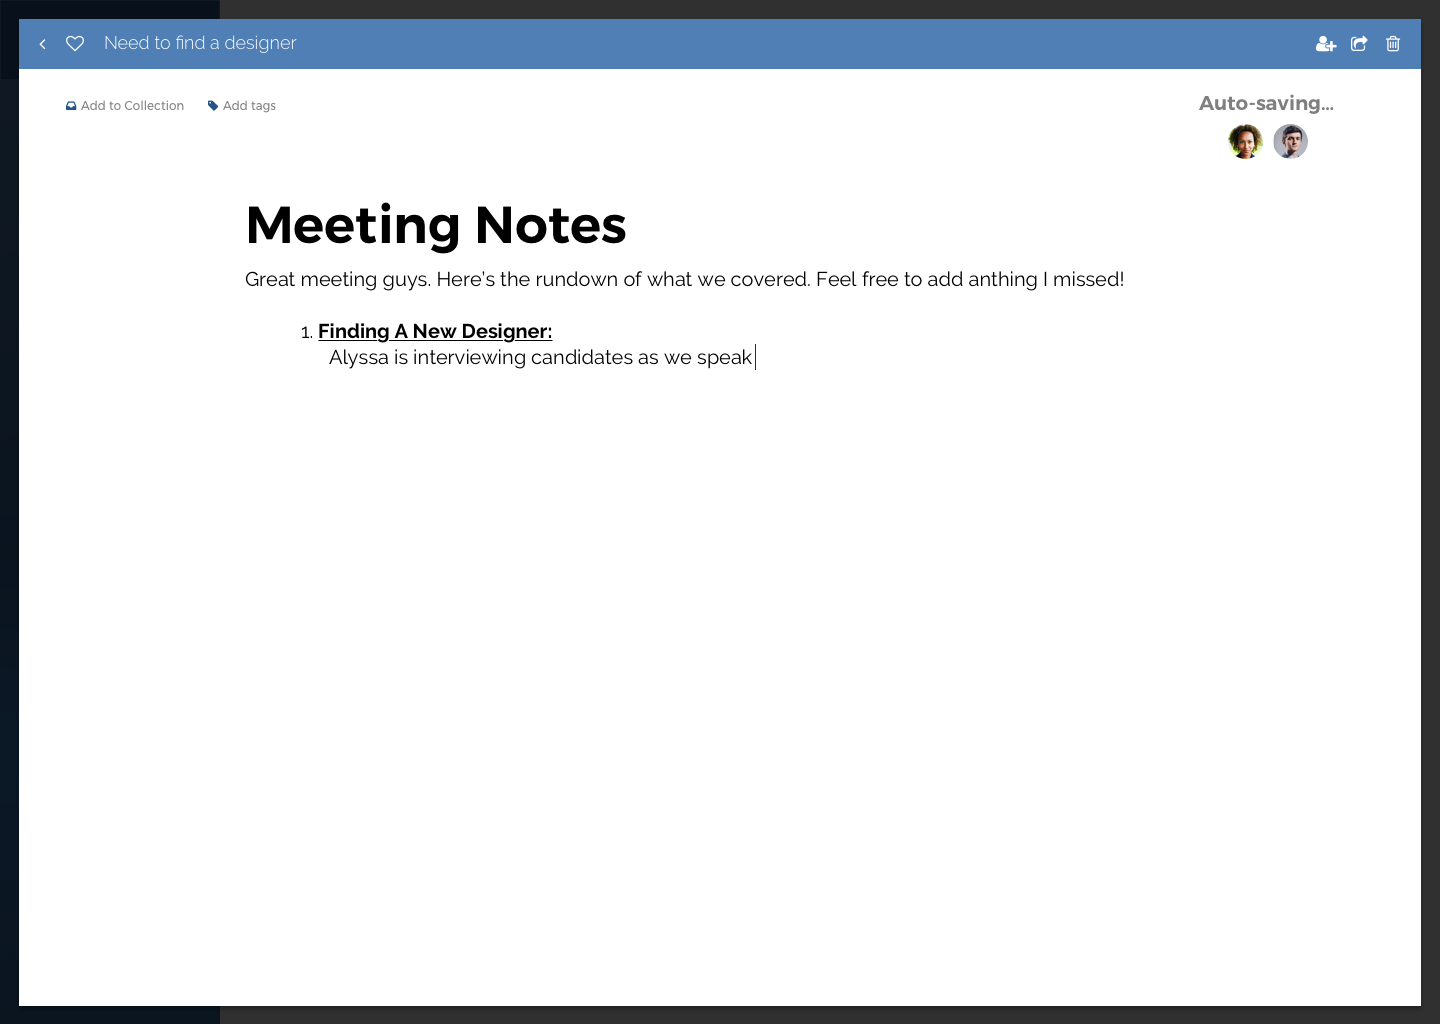 Need to find a designer
Add to Collection
Add tags
Auto-saving...
Meeting Notes
Great meeting guys. Here's the rundown of what we covered. Feel free to add anthing I missed!
1. Finding A New Designer:
Alyssa is interviewing candidates as we speak